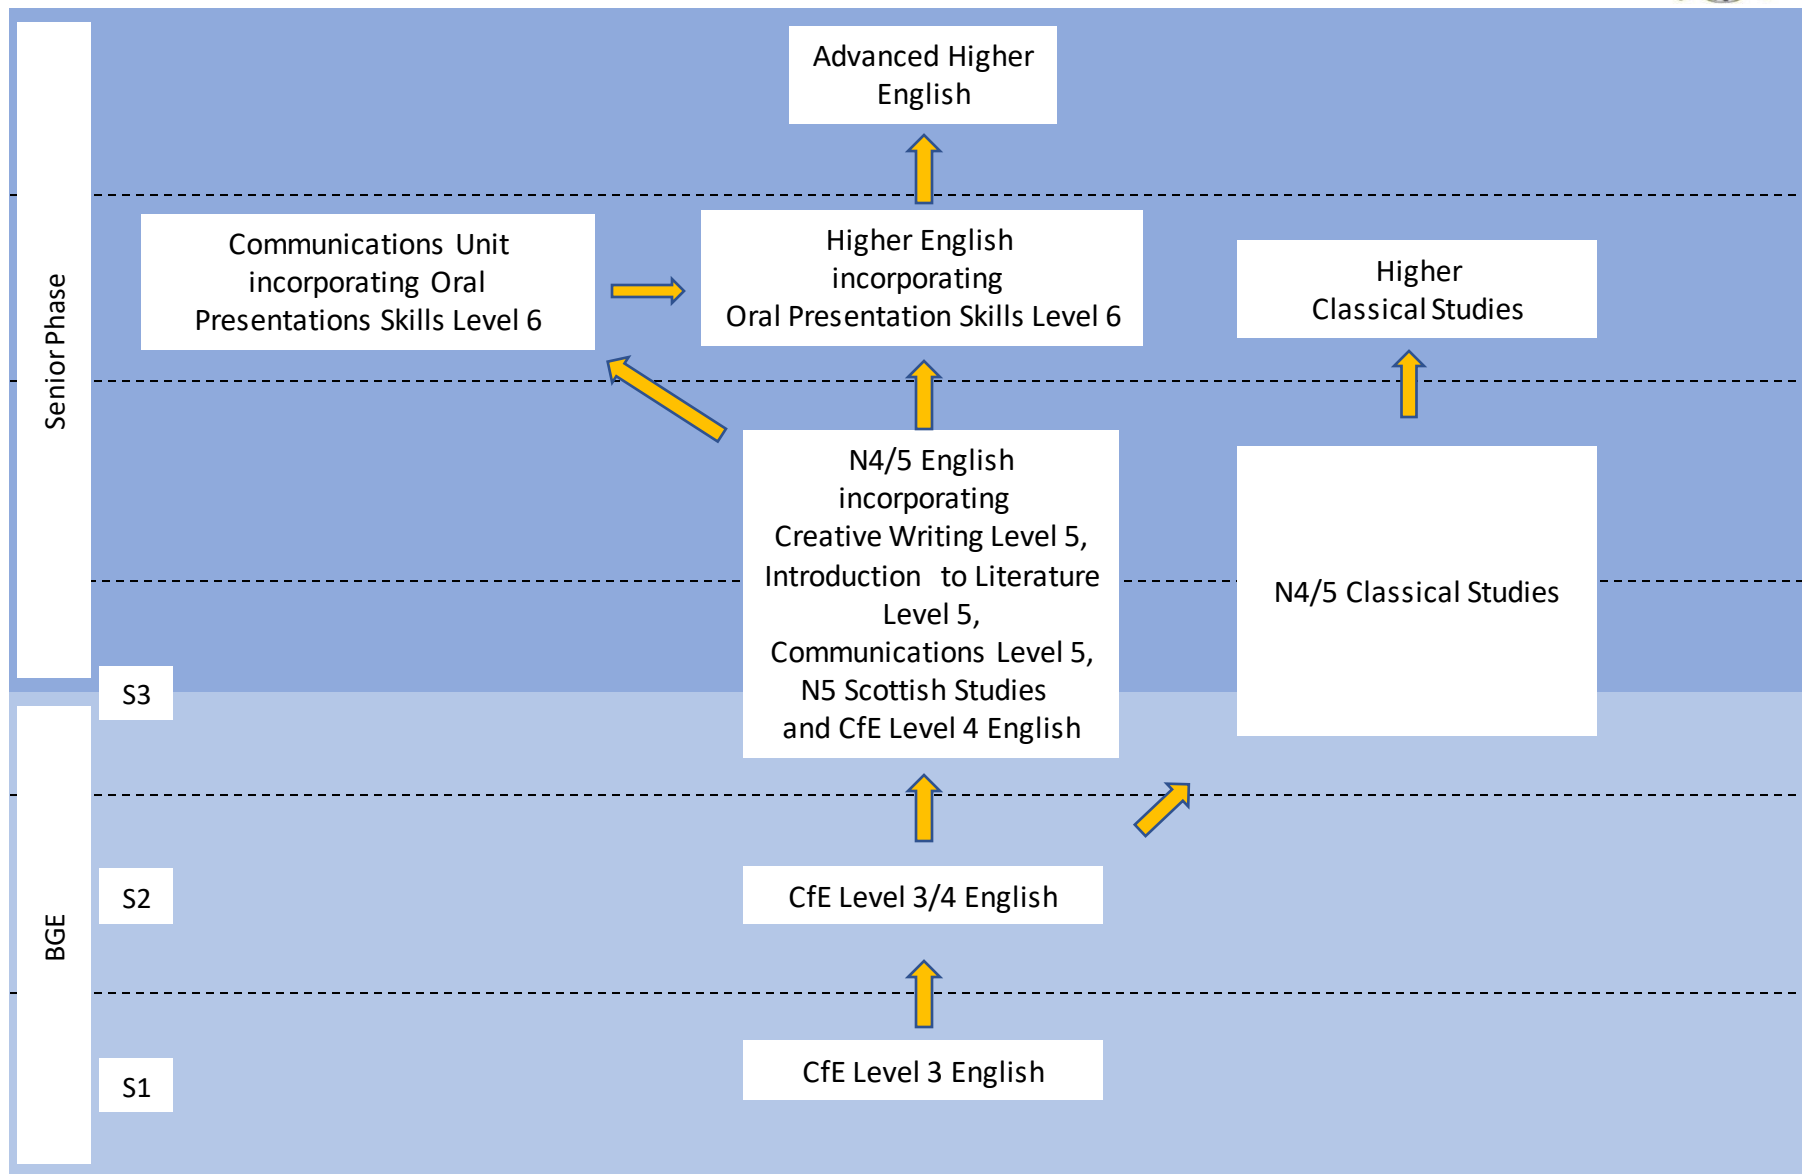 Advanced Higher
English
Senior Phase
Communications Unit
incorporating Oral
Presentations Skills Level 6
Higher English
incorporating
Oral Presentation Skills Level 6
Higher
Classical Studies
N4/5 English
incorporating
Creative Writing Level 5,
Introduction to Literature
Level 5,
Communications Level 5,
N5 Scottish Studies
and CfE Level 4 English
N4/5 Classical Studies
S3
BGE
S2
CfE Level 3/4 English
S1
CfE Level 3 English